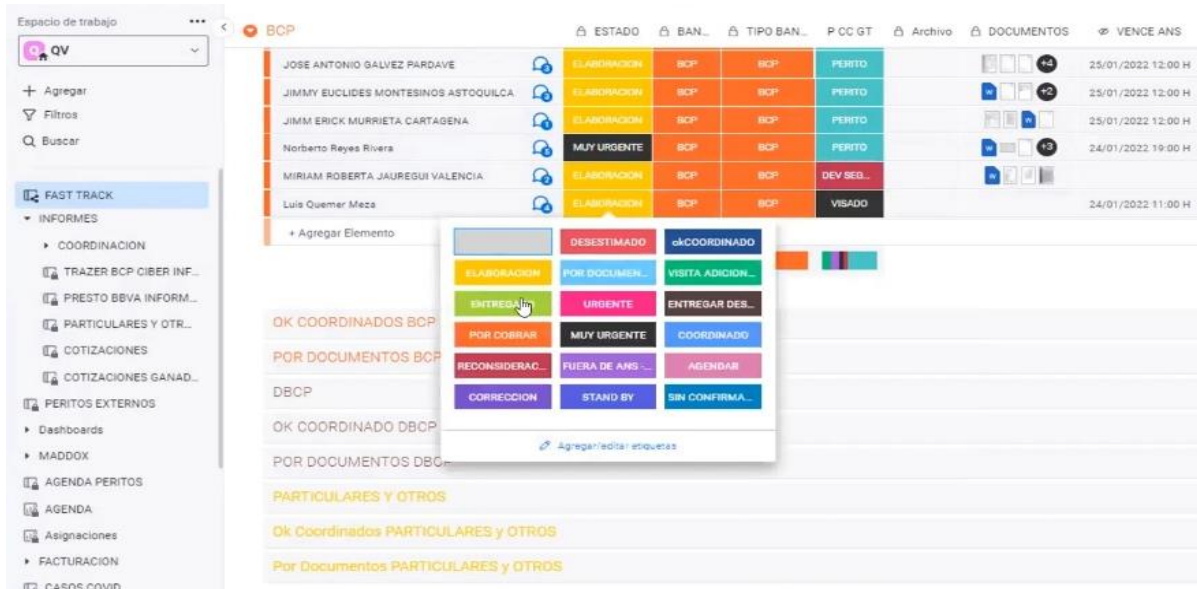 Espacio de trabajo
QV
+ Agregar
Filtros
Buscar
FAST TRACK
INFORMES
COORDINACION
TRAZER BCP CIBER INF...
PRESTO BBVA INFORM...
PARTICULARES Y OTR...
COTIZACIONES
COTIZACIONES GANAD...
PERITOS EXTERNOS
Dashboards
MADDOX
AGENDA PERITOS
AGENDA
Asignaciones
FACTURACION
CASOS COVID
BCP ESTADO BAN... TIPO BAN... P CC GT Archivo DOCUMENTOS VENCE ANS
JOSE ANTONIO GALVEZ PARDAVE 3 ELABORACION BCP BCP PERITO +4 25/01/2022 12:00 H
JIMMY EUCLIDES MONTESINOS ASTOQUILCA ELABORACION BCP BCP PERITO W +2 25/01/2022 12:00 H
JIMM ERICK MURRIETA CARTAGENA 1 ELABORACION BCP BCP PERITO W 25/01/2022 12:00 H
Norberto Reyes Rivera MUY URGENTE BCP BCP PERITO W +3 24/01/2022 19:00 H
MIRIAM ROBERTA JAUREGUI VALENCIA ELABORACION BCP BCP DEV SEG... W
Luis Quemer Meza ELABORACION BCP BCP VISADO 24/01/2022 11:00 H
+ Agregar Elemento
DESESTIMADO okCOORDINADO
ELABORACION POR DOCUMEN... VISITA ADICION...
URGENTE ENTREGAR DES...
POR COBRAR MUY URGENTE COORDINADO
RECONSIDERAC... FUERA DE ANS -... AGENDAR
CORRECCION STAND BY SIN CONFIRMA...
Agregar/editar etiquetas
OK COORDINADOS BCP
POR DOCUMENTOS BCP
DBCP
OK COORDINADO DBCP
POR DOCUMENTOS DBCP
PARTICULARES Y OTROS
Ok Coordinados PARTICULARES y OTROS
Por Documentos PARTICULARES y OTROS